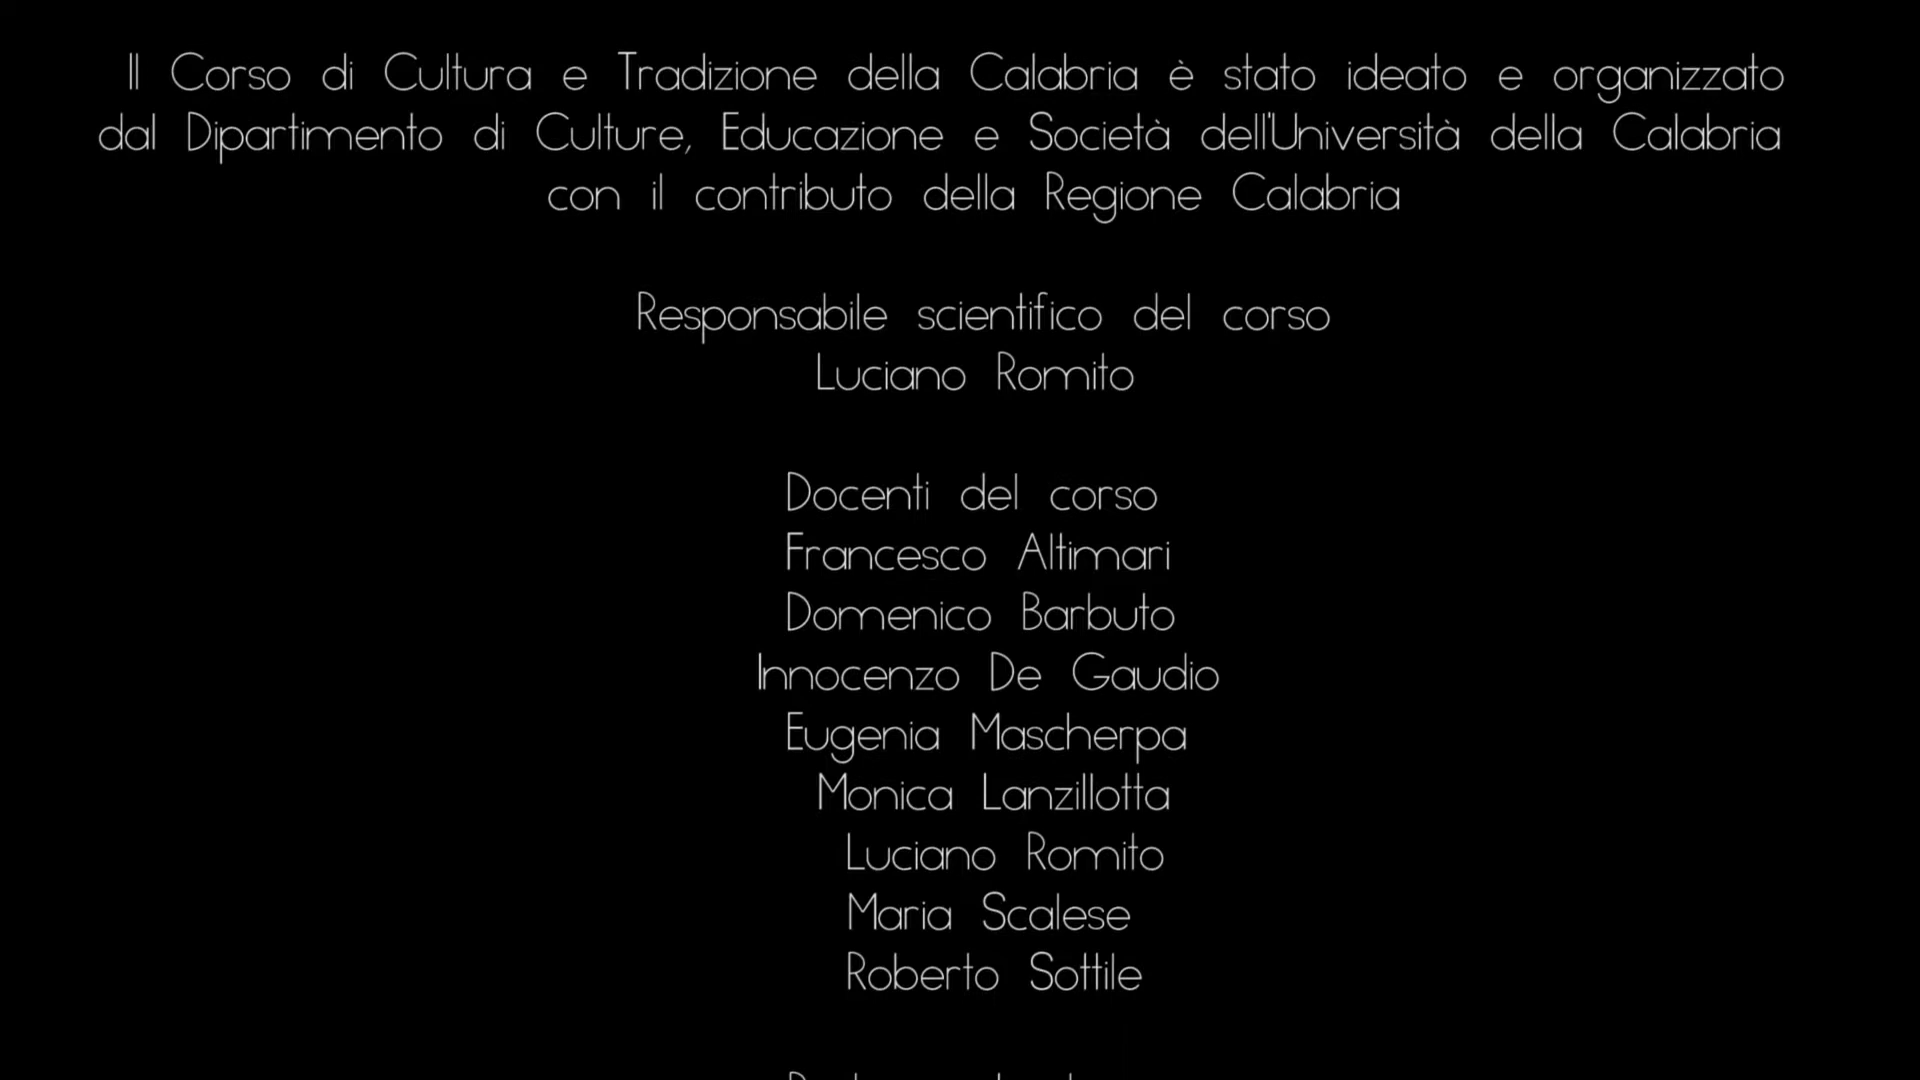 Il Corso di Cultura e Tradizione della Calabria è stato ideato e organizzato
dal Dipartimento di Culture, Educazione e Società dell'Università della Calabria
con il contributo della Regione Calabria
Responsabile scientifico del corso
Luciano Romito
Docenti del corso
Francesco Altimari
Domenico Barbuto
Innocenzo De Gaudio
Eugenia Mascherpa
Monica Lanzillotta
Luciano Romito
Maria Scalese
Roberto Sottile